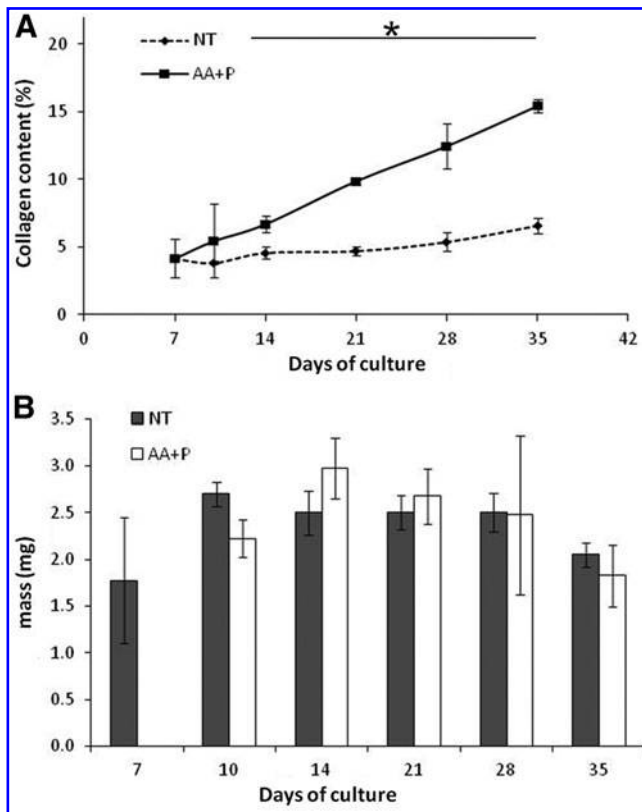 A
NT
AA+P
*
20
15
10
5
0
Collagen content (%)
0 7 14 21 28 35 42
Days of culture
B
NT
AA+P
3.5
3.0
2.5
2.0
1.5
1.0
0.5
0.0
mass (mg)
7 10 14 21 28 35
Days of culture